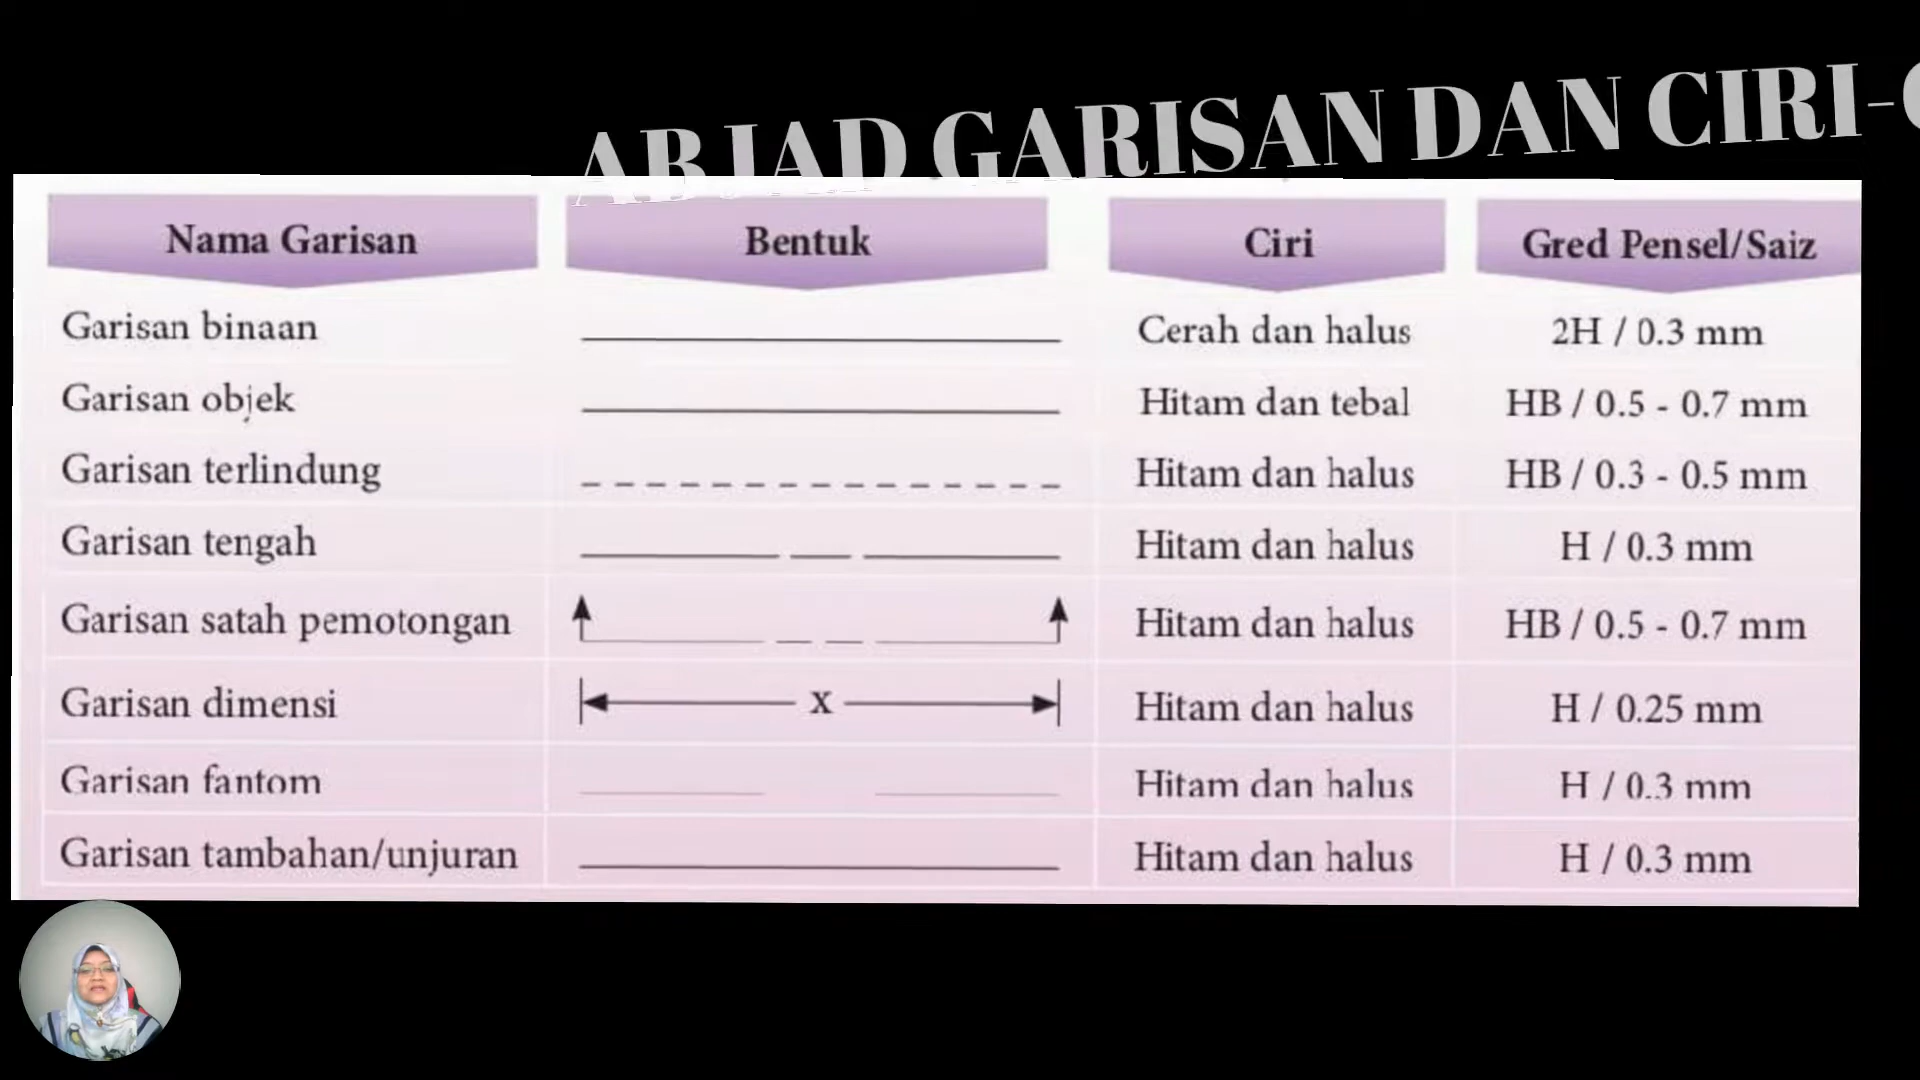 ABJAD GARISAN DAN CIRI-
Nama Garisan Bentuk Ciri Gred Pensel/Saiz
Garisan binaan Cerah dan halus 2H / 0.3 mm
Garisan objek Hitam dan tebal HB / 0.5 - 0.7 mm
Garisan terlindung Hitam dan halus HB / 0.3 - 0.5 mm
Garisan tengah Hitam dan halus H / 0.3 mm
Garisan satah pemotongan Hitam dan halus HB / 0.5 - 0.7 mm
Garisan dimensi X Hitam dan halus H / 0.25 mm
Garisan fantom Hitam dan halus H / 0.3 mm
Garisan tambahan/unjuran Hitam dan halus H / 0.3 mm